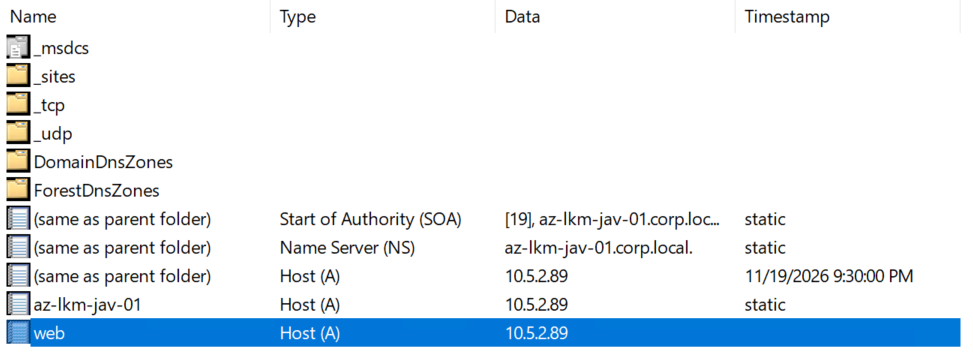 Name Type Data Timestamp
_msdcs
_sites
_tcp
_udp
DomainDnsZones
ForestDnsZones
(same as parent folder) Start of Authority (SOA) [19], az-lkm-jav-01.corp.loc... static
(same as parent folder) Name Server (NS) az-lkm-jav-01.corp.local. static
(same as parent folder) Host (A) 10.5.2.89 11/19/2026 9:30:00 PM
az-lkm-jav-01 Host (A) 10.5.2.89 static
web Host (A) 10.5.2.89